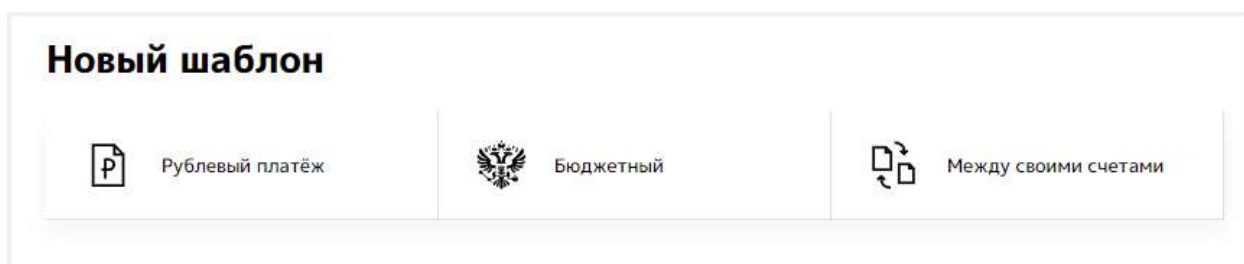 Новый шаблон
Рублевый платёж
Бюджетный
Между своими счетами